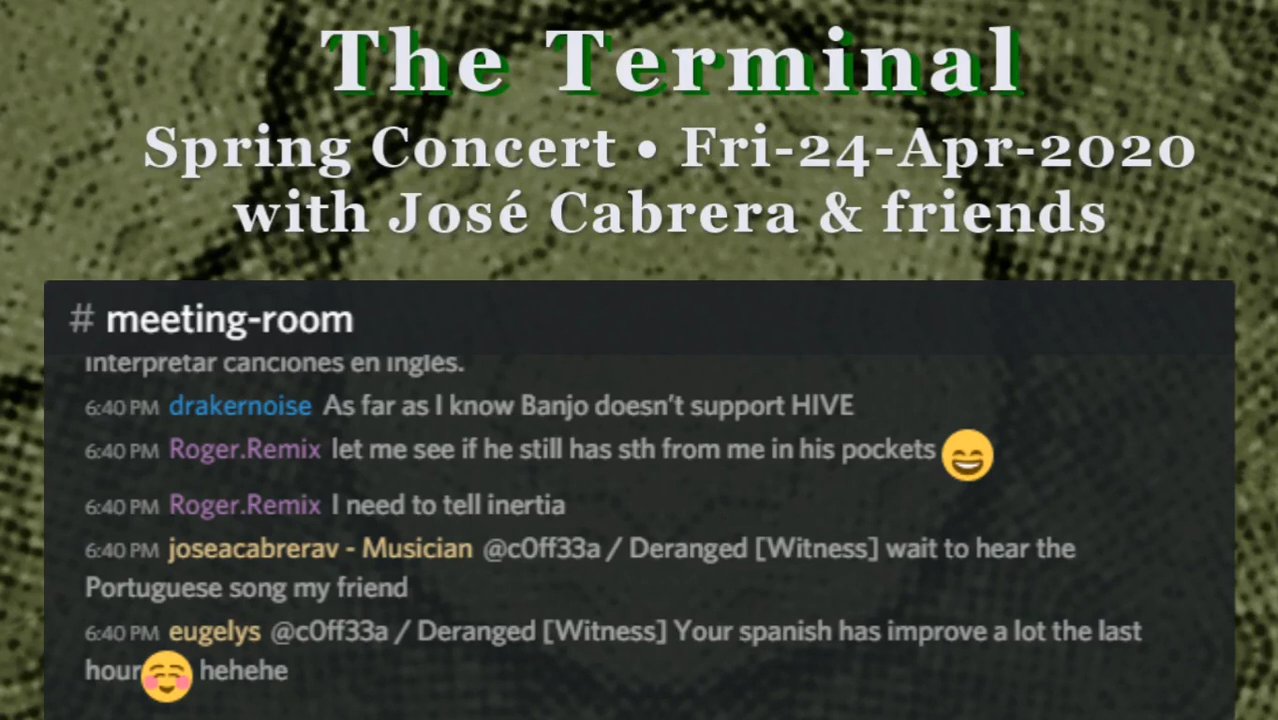 The Terminal
Spring Concert • Fri-24-Apr-2020
with José Cabrera & friends
# meeting-room
interpretar canciones en inglés.
6:40 PM drakernoise As far as I know Banjo doesn't support HIVE
6:40 PM Roger.Remix let me see if he still has sth from me in his pockets 😄
6:40 PM Roger.Remix I need to tell inertia
6:40 PM joseacabrerav - Musician @c0ff33a / Deranged [Witness] wait to hear the
Portuguese song my friend
6:40 PM eugelys @c0ff33a / Deranged [Witness] Your spanish has improve a lot the last
hour☺️ hehehe